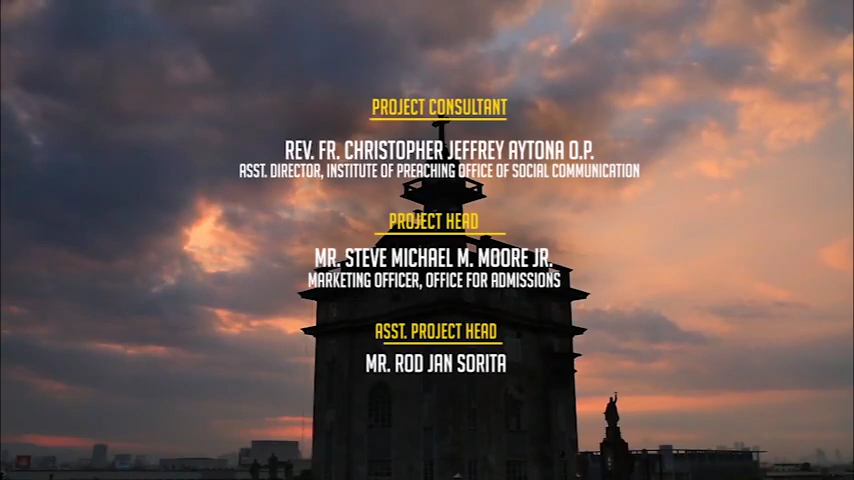 PROJECT CONSULTANT
REV. FR. CHRISTOPHER JEFFREY AYTONA O.P.
ASST. DIRECTOR, INSTITUTE OF PREACHING OFFICE OF SOCIAL COMMUNICATION
PROJECT HEAD
MR. STEVE MICHAEL M. MOORE JR.
MARKETING OFFICER, OFFICE FOR ADMISSIONS
ASST. PROJECT HEAD
MR. ROD JAN SORITA